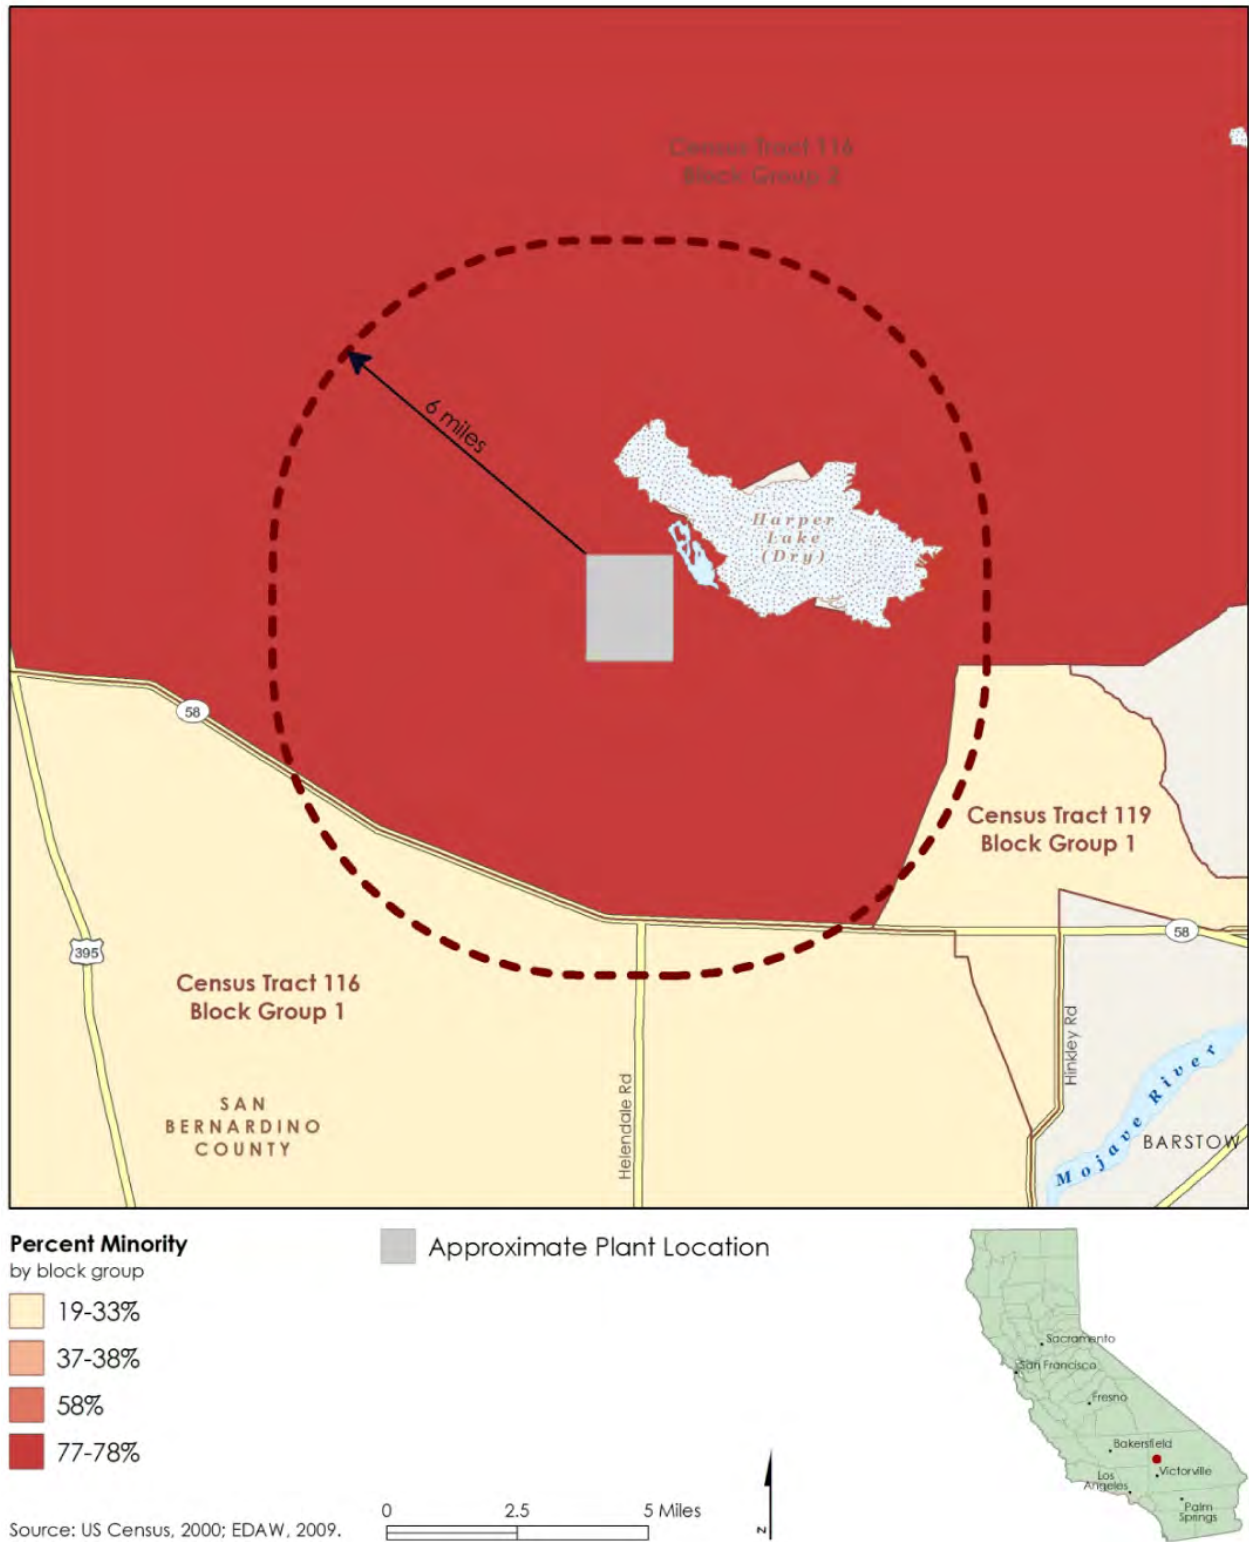 Census Tract 116
Block Group 2
6 miles
Harper
Lake
(Dry)
58
Census Tract 119
Block Group 1
58
395
Census Tract 116
Block Group 1
Helendale Rd
Hinkley Rd
SAN
BERNARDINO
COUNTY
Mojave River
BARSTOW
Percent Minority
by block group
19-33%
37-38%
58%
77-78%
Approximate Plant Location
Sacramento
San Francisco
Fresno
Bakersfield
Victorville
Los
Angeles
Palm
Springs
0 2.5 5 Miles
N
Source: US Census, 2000; EDAW, 2009.